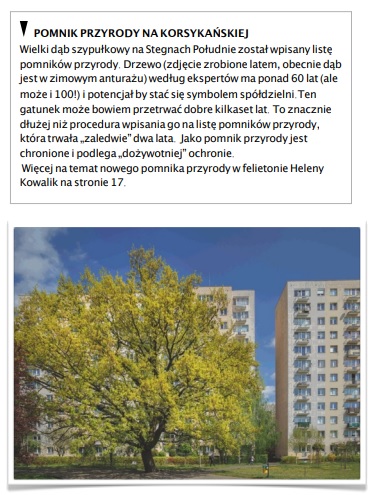 POMNIK PRZYRODY NA KORSYKAŃSKIEJ
Wielki dąb szypułkowy na Stegnach Południe został wpisany listę
pomników przyrody. Drzewo (zdjęcie zrobione latem, obecnie dąb
jest w zimowym anturażu) według ekspertów ma ponad 60 lat (ale
może i 100!) i potencjał by stać się symbolem spółdzielni. Ten
gatunek może bowiem przetrwać dobre kilkaset lat. To znacznie
dłużej niż procedura wpisania go na listę pomników przyrody,
która trwała „zaledwie” dwa lata. Jako pomnik przyrody jest
chronione i podlega „dożywotniej” ochronie.
Więcej na temat nowego pomnika przyrody w felietonie Heleny
Kowalik na stronie 17.